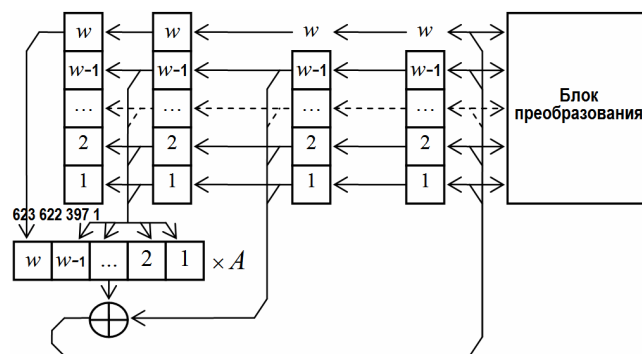 w w w w
w-1 w-1 w-1 w-1
... ... ... ...
2 2 2 2
1 1 1 1
Блок
преобразования
623 622 397 1
w w-1 ... 2 1 × A